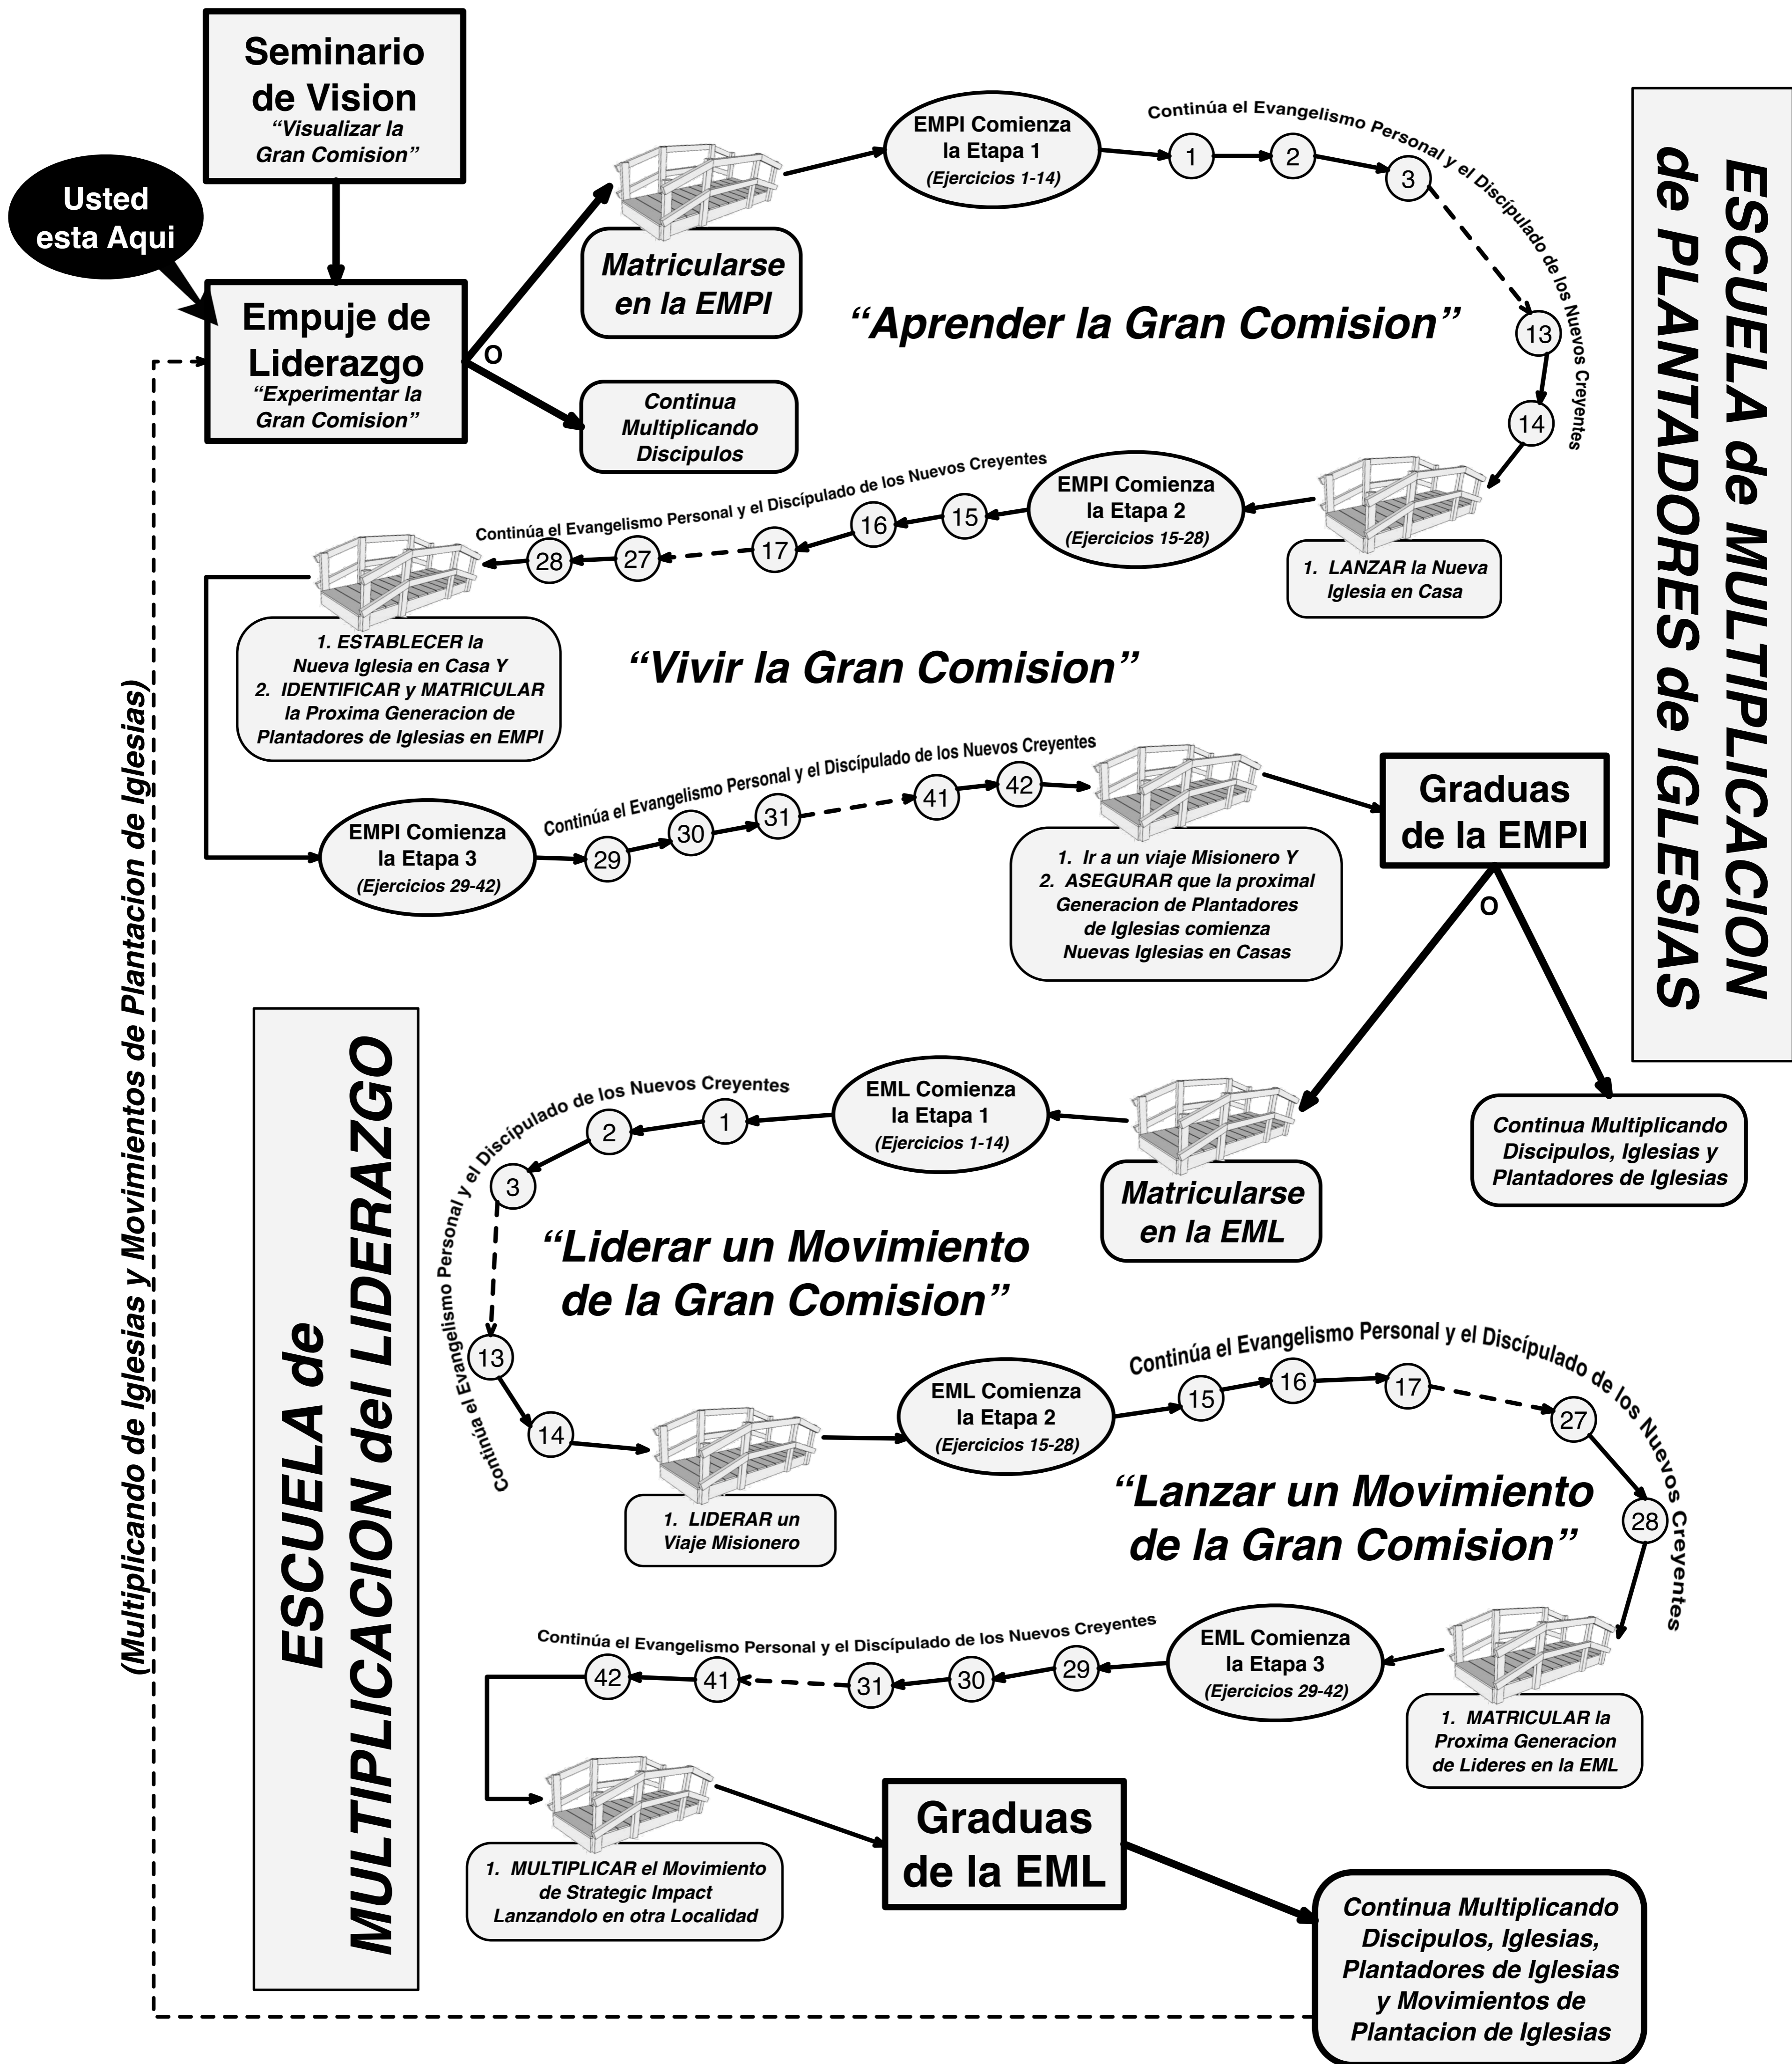 Seminario
de Vision
“Visualizar la
Gran Comision”
Usted
esta Aqui
Empuje de
Liderazgo
“Experimentar la
Gran Comision”
O
Matricularse
en la EMPI
Continua
Multiplicando
Discipulos
EMPI Comienza
la Etapa 1
(Ejercicios 1-14)
Continúa el Evangelismo Personal y el Discípulado de los Nuevos Creyentes
1
2
3
13
14
“Aprender la Gran Comision”
ESCUELA de MULTIPLICACION
de PLANTADORES de IGLESIAS
1. LANZAR la Nueva
Iglesia en Casa
EMPI Comienza
la Etapa 2
(Ejercicios 15-28)
Continúa el Evangelismo Personal y el Discípulado de los Nuevos Creyentes
15
16
17
27
28
1. ESTABLECER la
Nueva Iglesia en Casa Y
2. IDENTIFICAR y MATRICULAR
la Proxima Generacion de
Plantadores de Iglesias en EMPI
“Vivir la Gran Comision”
EMPI Comienza
la Etapa 3
(Ejercicios 29-42)
Continúa el Evangelismo Personal y el Discípulado de los Nuevos Creyentes
29
30
31
41
42
1. Ir a un viaje Misionero Y
2. ASEGURAR que la proximal
Generacion de Plantadores
de Iglesias comienza
Nuevas Iglesias en Casas
Graduas
de la EMPI
O
Continua Multiplicando
Discipulos, Iglesias y
Plantadores de Iglesias
Matricularse
en la EML
EML Comienza
la Etapa 1
(Ejercicios 1-14)
Continúa el Evangelismo Personal y el Discípulado de los Nuevos Creyentes
1
2
3
13
14
“Liderar un Movimiento
de la Gran Comision”
ESCUELA de
MULTIPLICACION del LIDERAZGO
(Multiplicando de Iglesias y Movimientos de Plantacion de Iglesias)
1. LIDERAR un
Viaje Misionero
EML Comienza
la Etapa 2
(Ejercicios 15-28)
Continúa el Evangelismo Personal y el Discípulado de los Nuevos Creyentes
15
16
17
27
28
“Lanzar un Movimiento
de la Gran Comision”
1. MATRICULAR la
Proxima Generacion
de Lideres en la EML
EML Comienza
la Etapa 3
(Ejercicios 29-42)
Continúa el Evangelismo Personal y el Discípulado de los Nuevos Creyentes
29
30
31
41
42
1. MULTIPLICAR el Movimiento
de Strategic Impact
Lanzandolo en otra Localidad
Graduas
de la EML
Continua Multiplicando
Discipulos, Iglesias,
Plantadores de Iglesias
y Movimientos de
Plantacion de Iglesias